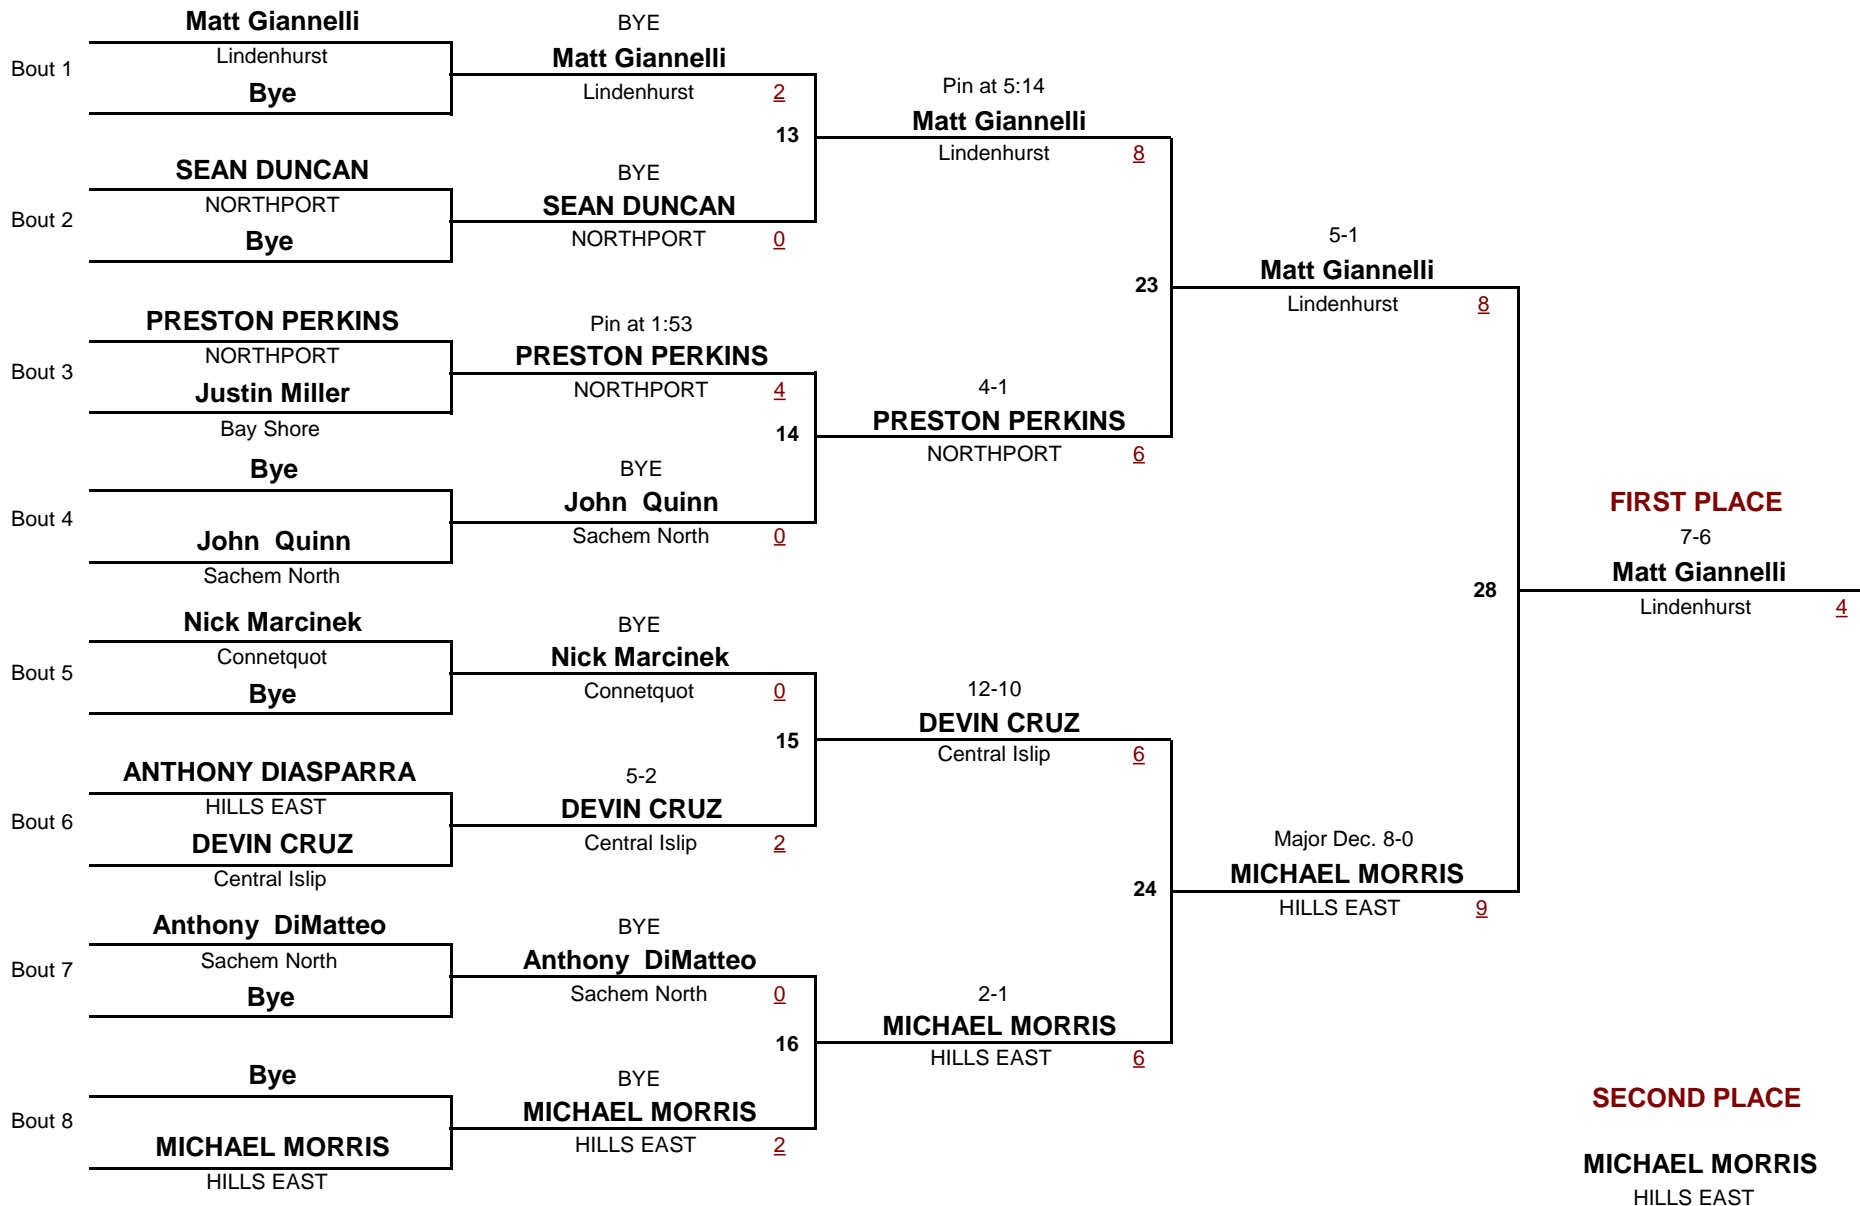 Matt Giannelli
Bout 1
Lindenhurst
Bye
SEAN DUNCAN
Bout 2
NORTHPORT
Bye
PRESTON PERKINS
Bout 3
NORTHPORT
Justin Miller
Bay Shore
Bye
Bout 4
John  Quinn
Sachem North
Nick Marcinek
Bout 5
Connetquot
Bye
ANTHONY DIASPARRA
Bout 6
HILLS EAST
DEVIN CRUZ
Central Islip
Anthony  DiMatteo
Bout 7
Sachem North
Bye
Bye
Bout 8
MICHAEL MORRIS
HILLS EAST
BYE
Matt Giannelli
Lindenhurst 2
13
BYE
SEAN DUNCAN
NORTHPORT 0
Pin at 1:53
PRESTON PERKINS
NORTHPORT 4
14
BYE
John  Quinn
Sachem North 0
BYE
Nick Marcinek
Connetquot 0
15
5-2
DEVIN CRUZ
Central Islip 2
BYE
Anthony  DiMatteo
Sachem North 0
16
BYE
MICHAEL MORRIS
HILLS EAST 2
Pin at 5:14
Matt Giannelli
Lindenhurst 8
23
4-1
PRESTON PERKINS
NORTHPORT 6
12-10
DEVIN CRUZ
Central Islip 6
24
2-1
MICHAEL MORRIS
HILLS EAST 6
5-1
Matt Giannelli
Lindenhurst 8
28
Major Dec. 8-0
MICHAEL MORRIS
HILLS EAST 9
FIRST PLACE
7-6
Matt Giannelli
Lindenhurst 4
SECOND PLACE
MICHAEL MORRIS
HILLS EAST